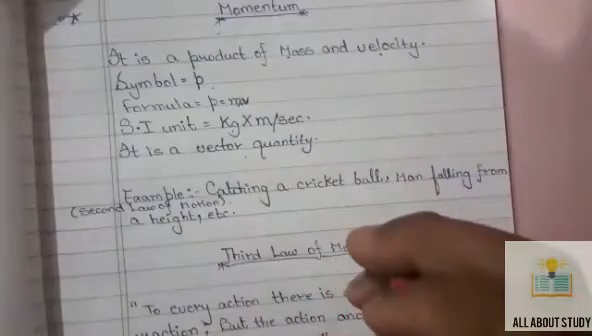 Momentum
It is a product of Mass and velocity.
Symbol = p
formula = p = mv
S.I unit = Kg X m/sec.
It is a vector quantity.
Example:- Catching a cricket ball, Man falling from
(Second Law of Motion)
a height, etc.
Third Law of
"To every action there is
But the action and
ALL ABOUT STUDY